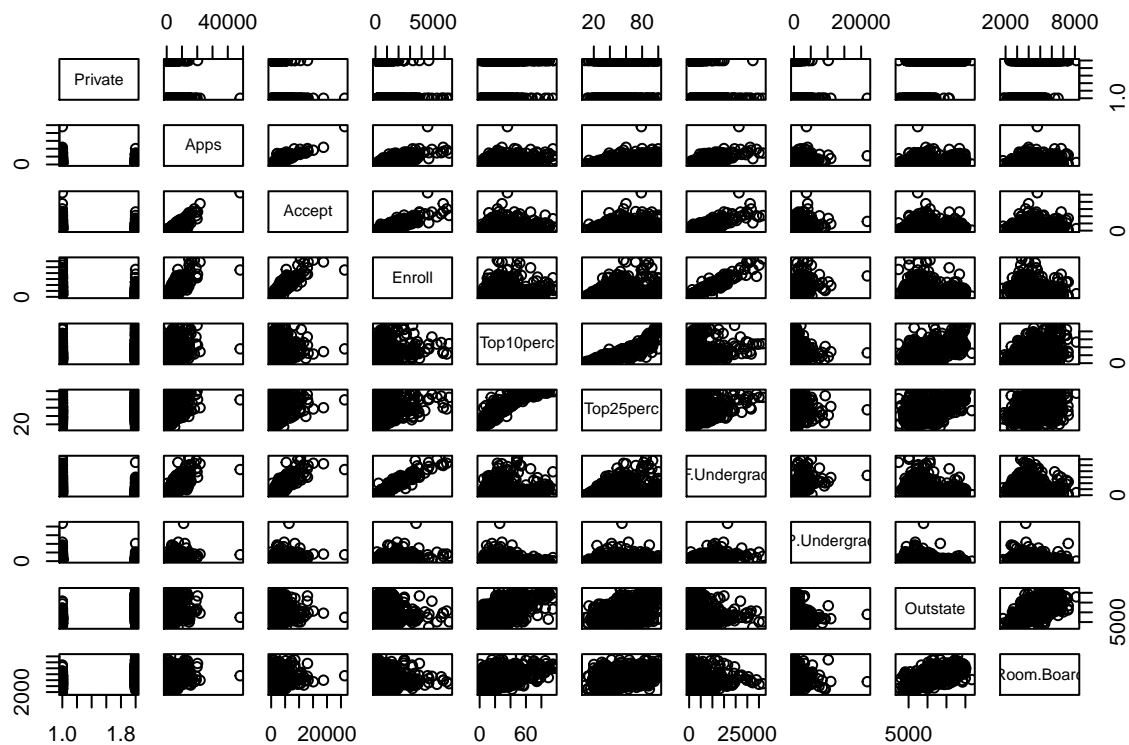 0 40000 0 5000 20 80 0 20000 2000 8000
Private 1.0
0 Apps
Accept 0
0 Enroll
Top10perc 0
20 Top25perc
F.Undergrad 0
0 P.Undergrad
Outstate 5000
2000 Room.Board
1.0 1.8 0 20000 0 60 0 25000 5000